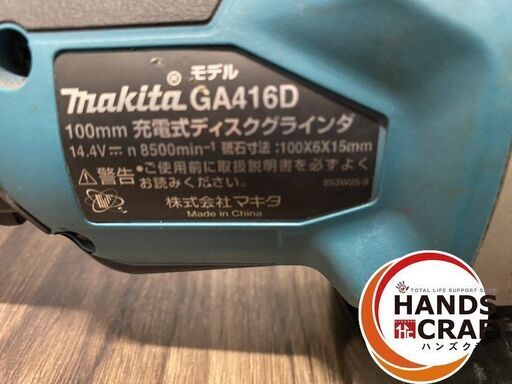 モデル
makita® GA416D
100mm 充電式ディスクグラインダ
14.4V⎓ n 8500min⁻¹ 砥石寸法:100X6X15mm
⚠警告 •ご使用前に取扱説明書を必ずよく
お読みください。
853W26-9
株式会社マキタ
Made in China
TOTAL LIFE SUPPORT
HANDS
CRAFT
ハンズク